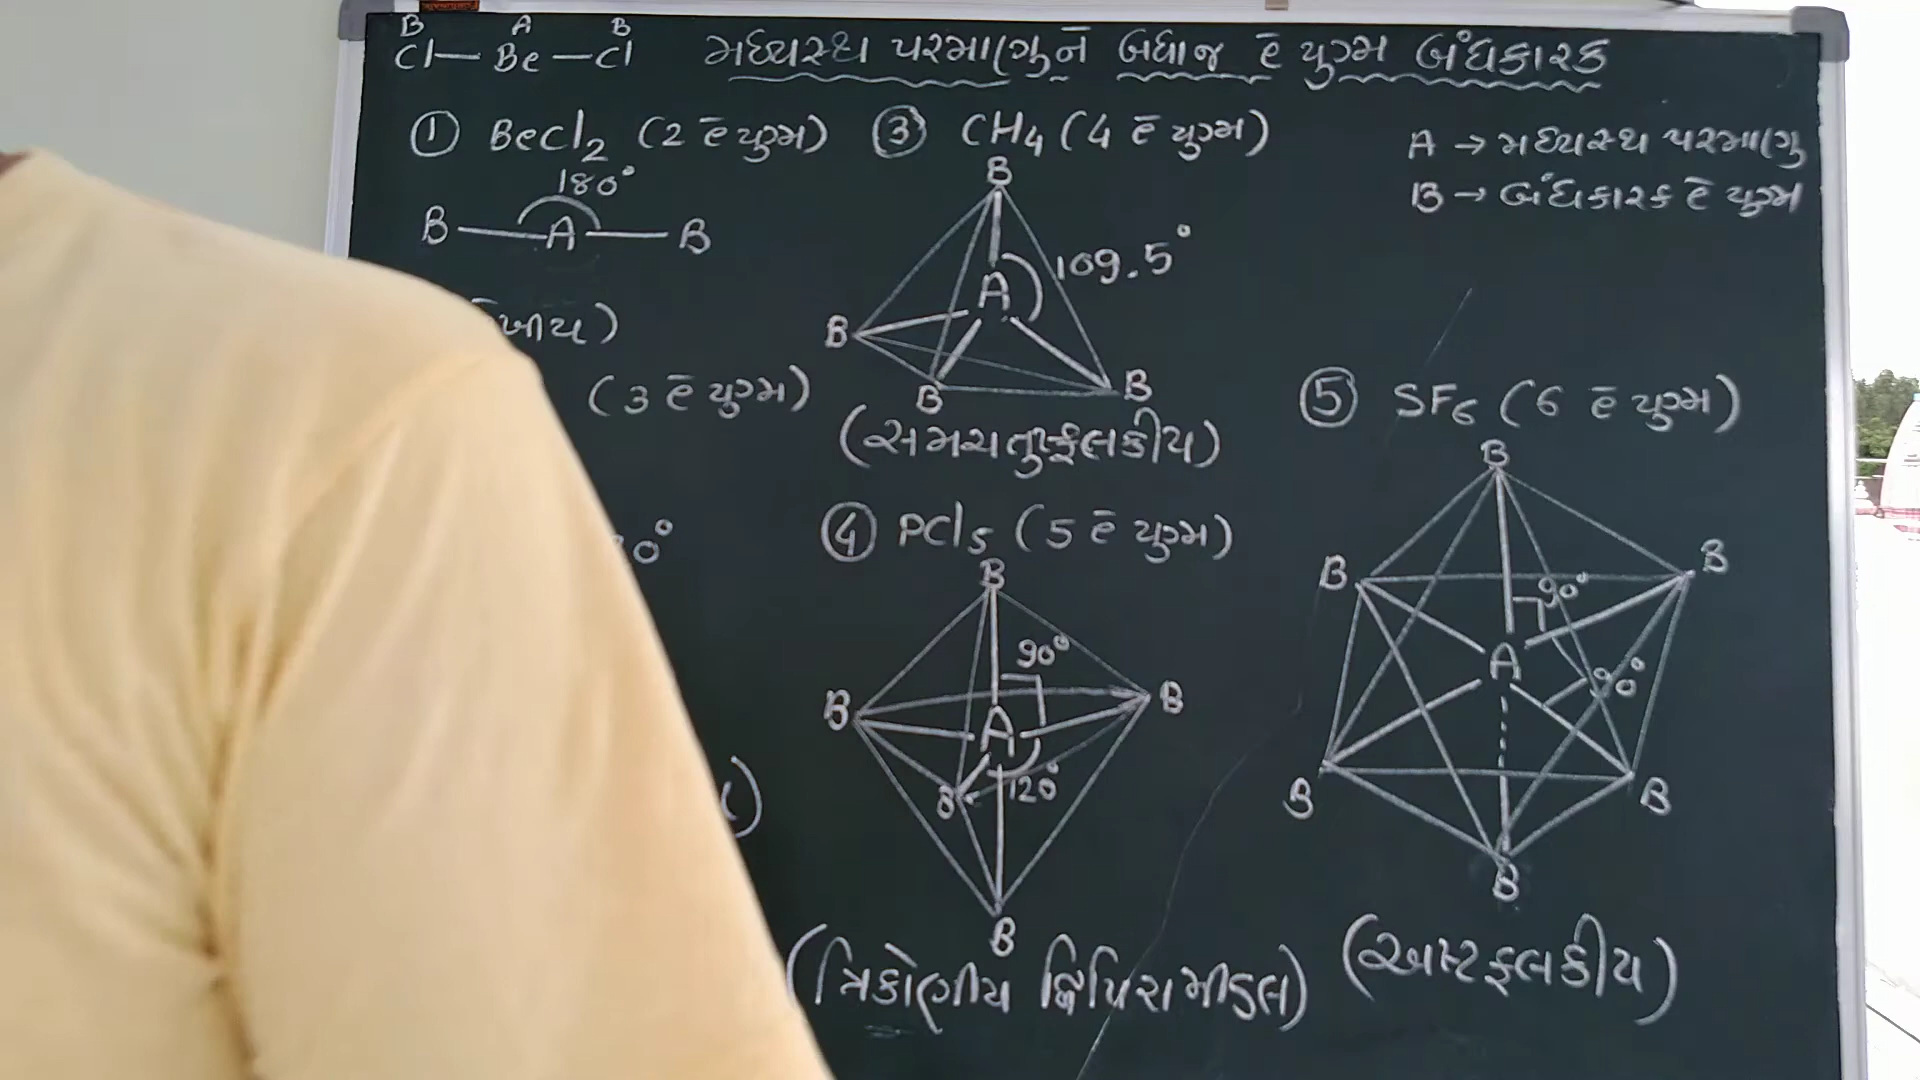 B A B
Cl — Be — Cl
મધ્યસ્થ પરમાણુને બધાજ ē યુગ્મ બંધકારક
① BeCl₂ (2 ē યુગ્મ)
180°
B — A — B
ખીય)
(3 ē યુગ્મ)
0°
③ CH₄ (4 ē યુગ્મ)
B
A 109.5°
B
B B
(સમચતુષ્ફલકીય)
④ PCl₅ (5 ē યુગ્મ)
B
90°
B A B
B 120°
B
(ત્રિકોણીય દ્વિપિરામીડલ)
A → મધ્યસ્થ પરમાણુ
B → બંધકારક ē યુગ્મ
⑤ SF₆ (6 ē યુગ્મ)
B
B 90° B
A 90°
B B
B
(અષ્ટફલકીય)